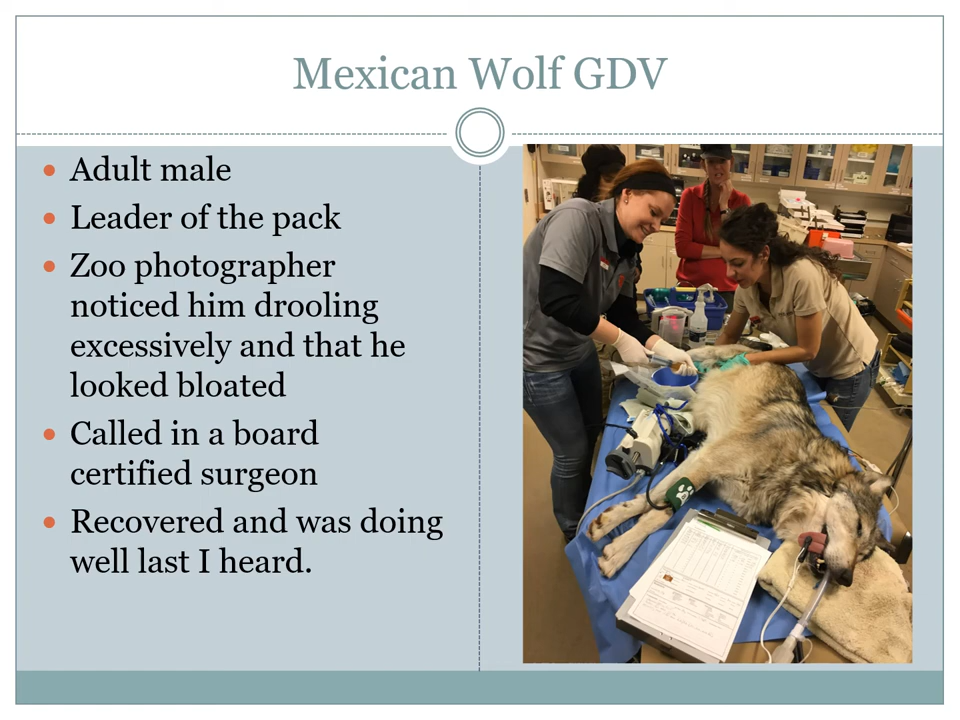 Mexican Wolf GDV
• Adult male
• Leader of the pack
• Zoo photographer
noticed him drooling
excessively and that he
looked bloated
• Called in a board
certified surgeon
• Recovered and was doing
well last I heard.